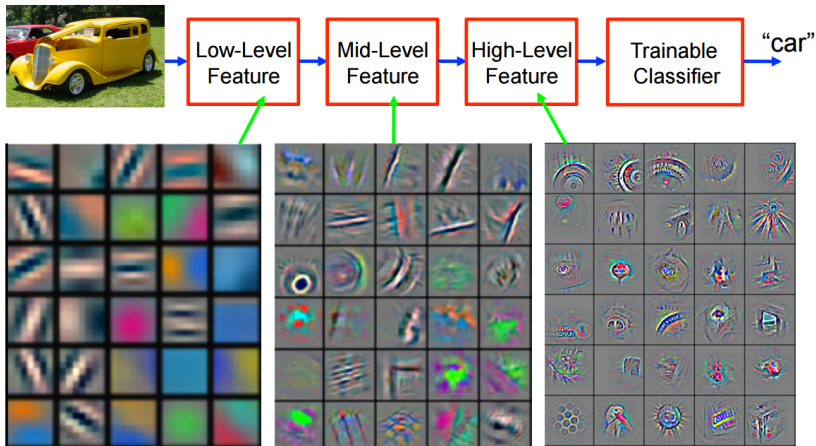 Low-Level
Feature
Mid-Level
Feature
High-Level
Feature
Trainable
Classifier
“car”